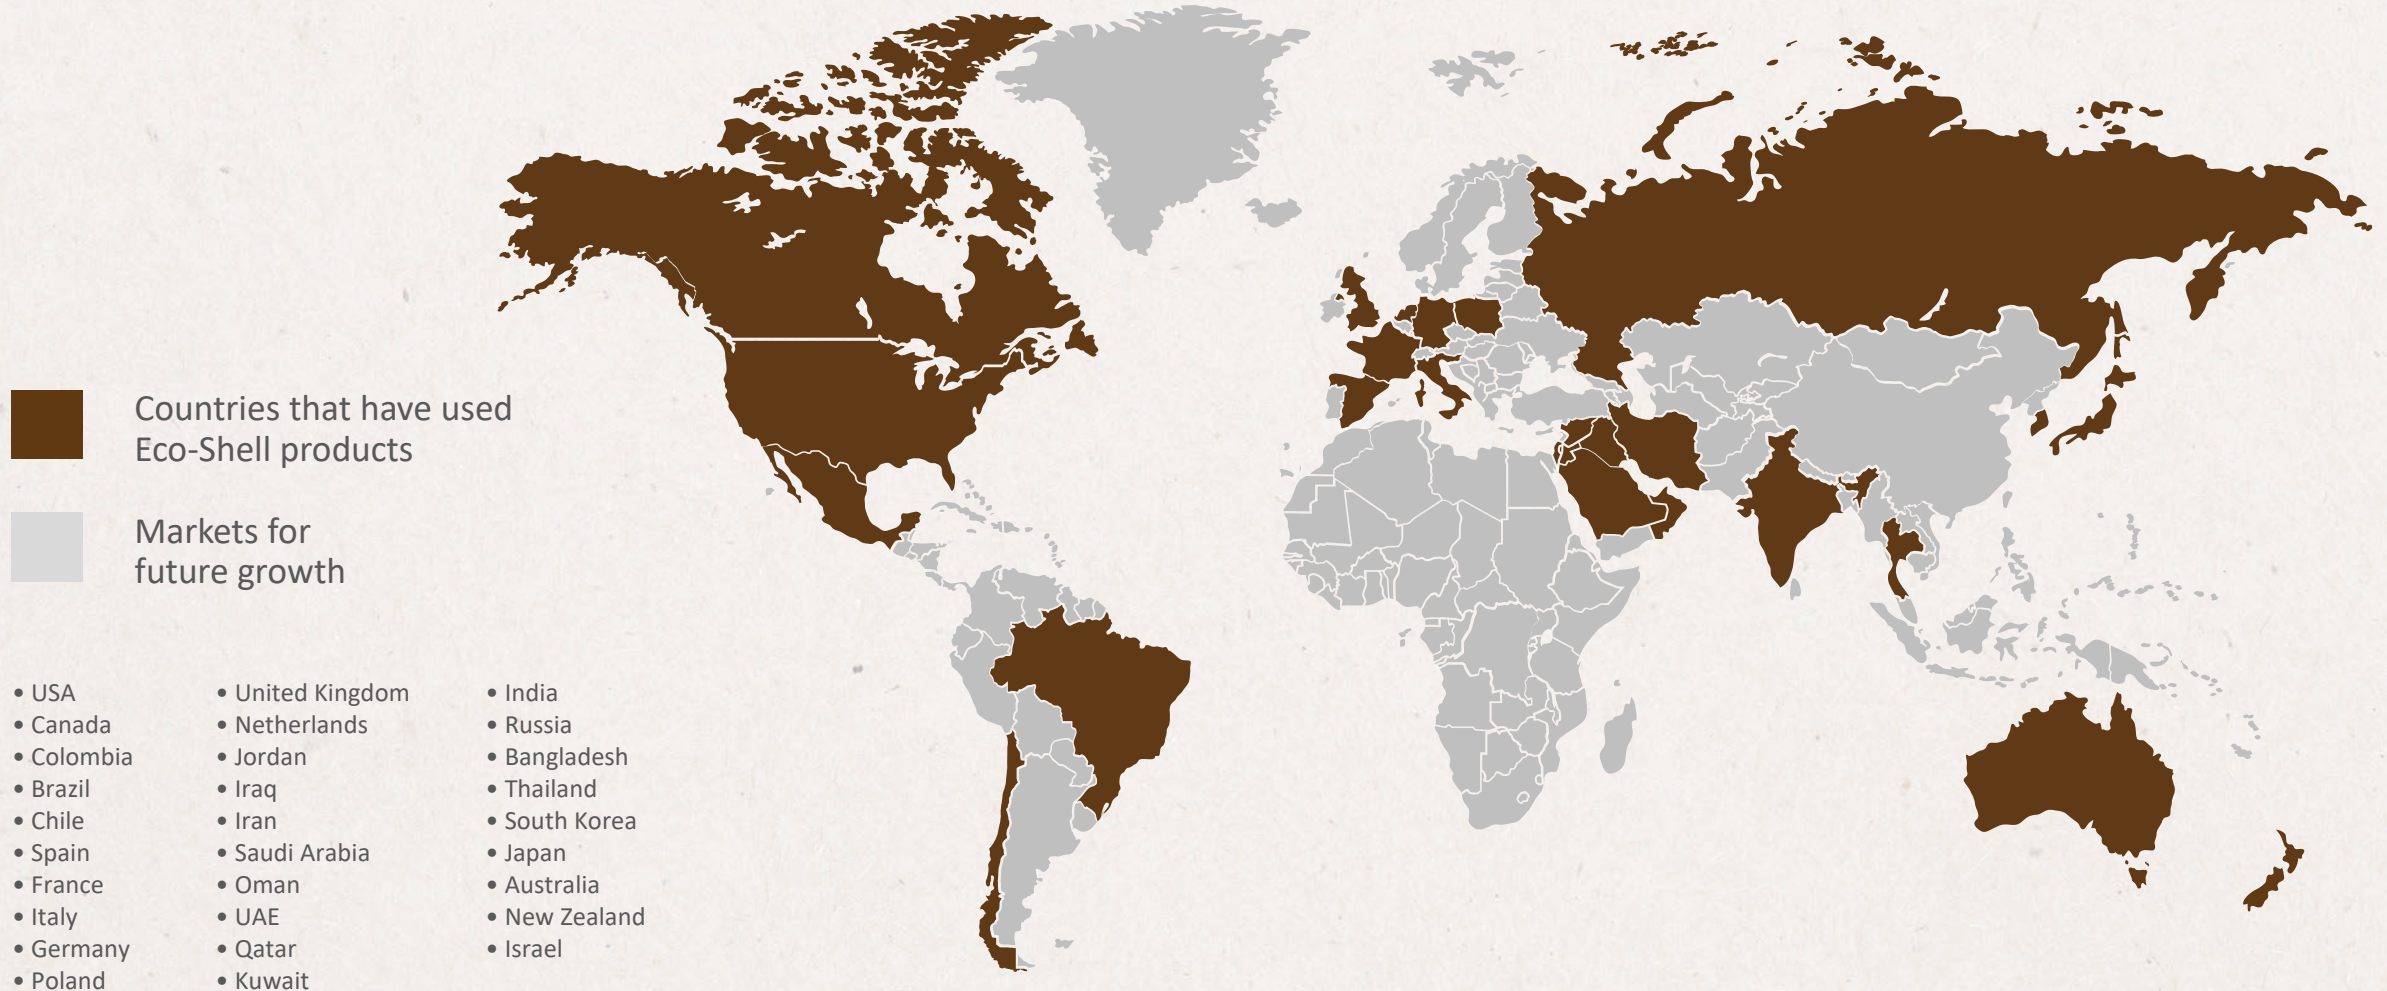 Countries that have used
Eco-Shell products
Markets for
future growth
• USA
• Canada
• Colombia
• Brazil
• Chile
• Spain
• France
• Italy
• Germany
• Poland
• United Kingdom
• Netherlands
• Jordan
• Iraq
• Iran
• Saudi Arabia
• Oman
• UAE
• Qatar
• Kuwait
• India
• Russia
• Bangladesh
• Thailand
• South Korea
• Japan
• Australia
• New Zealand
• Israel